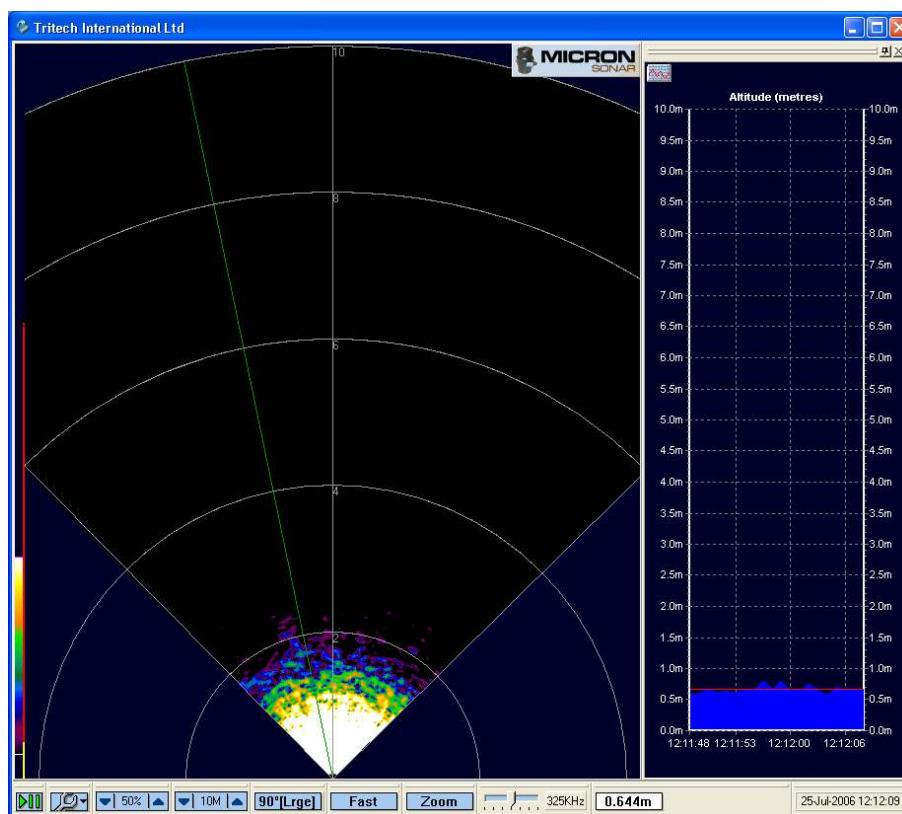 Tritech International Ltd
MICRON
SONAR
10
8
6
4
2
Altitude (metres)
10.0m 10.0m
9.5m 9.5m
9.0m 9.0m
8.5m 8.5m
8.0m 8.0m
7.5m 7.5m
7.0m 7.0m
6.5m 6.5m
6.0m 6.0m
5.5m 5.5m
5.0m 5.0m
4.5m 4.5m
4.0m 4.0m
3.5m 3.5m
3.0m 3.0m
2.5m 2.5m
2.0m 2.0m
1.5m 1.5m
1.0m 1.0m
0.5m 0.5m
0.0m 0.0m
12:11:48 12:11:53 12:12:00 12:12:06
50% 10M 90°[Lrge] Fast Zoom 325KHz 0.644m 25-Jul-2006 12:12:09